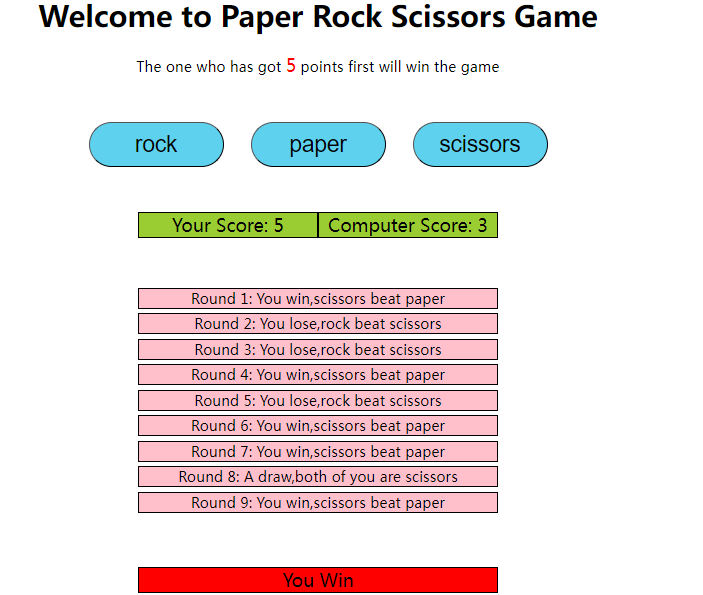 Welcome to Paper Rock Scissors Game
The one who has got 5 points first will win the game
rock
paper
scissors
Your Score: 5
Computer Score: 3
Round 1: You win,scissors beat paper
Round 2: You lose,rock beat scissors
Round 3: You lose,rock beat scissors
Round 4: You win,scissors beat paper
Round 5: You lose,rock beat scissors
Round 6: You win,scissors beat paper
Round 7: You win,scissors beat paper
Round 8: A draw,both of you are scissors
Round 9: You win,scissors beat paper
You Win